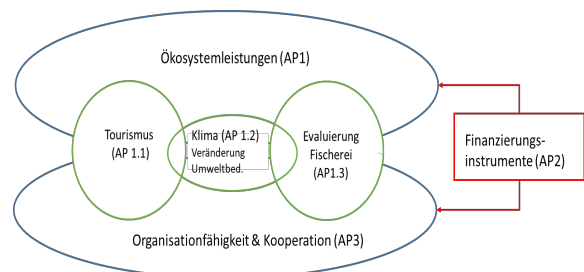 Ökosystemleistungen (AP1)
Tourismus
(AP 1.1)
Klima (AP 1.2)
Veränderung
Umweltbed.
Evaluierung
Fischerei
(AP1.3)
Finanzierungs-
instrumente (AP2)
Organisationfähigkeit & Kooperation (AP3)